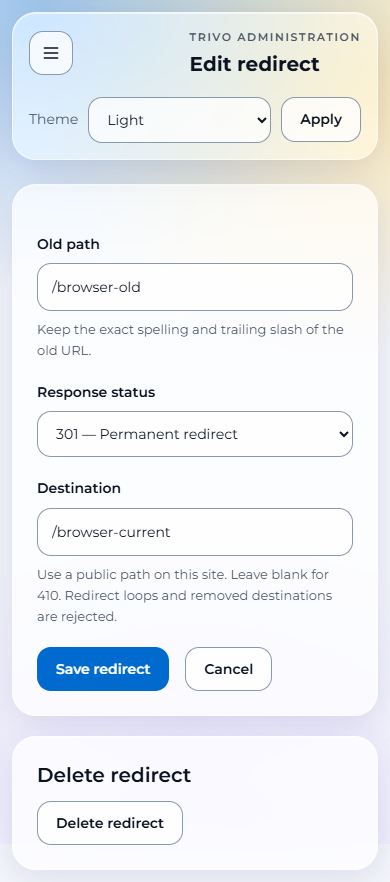 TRIVO ADMINISTRATION
Edit redirect
Theme
Light
Apply
Old path
/browser-old
Keep the exact spelling and trailing slash of the
old URL.
Response status
301 — Permanent redirect
Destination
/browser-current
Use a public path on this site. Leave blank for
410. Redirect loops and removed destinations
are rejected.
Save redirect
Cancel
Delete redirect
Delete redirect